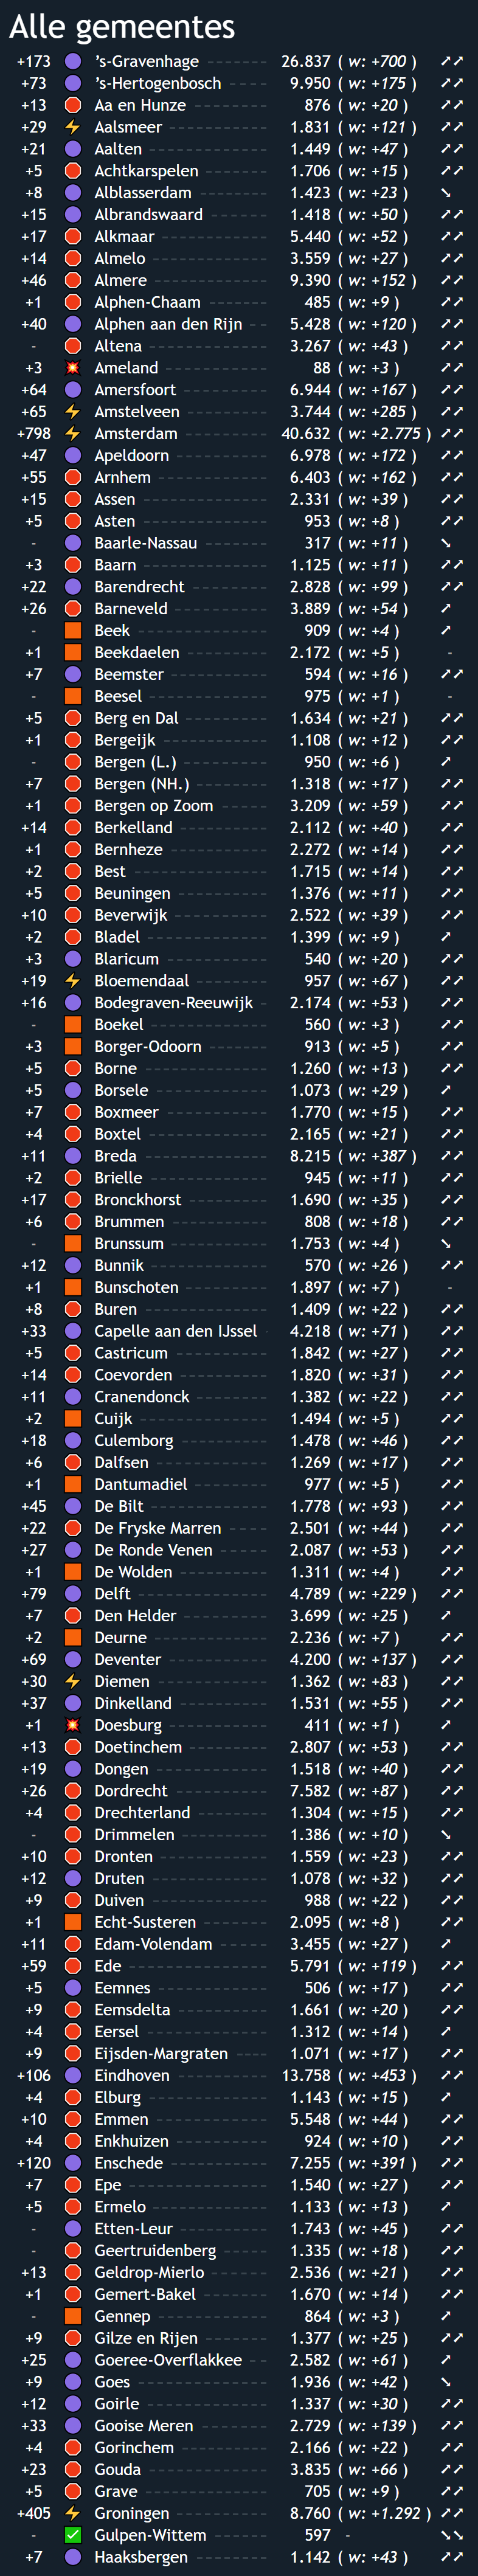 Alle gemeentes
+173 's-Gravenhage 26.837 ( w: +700 )
+73 's-Hertogenbosch 9.950 ( w: +175 )
+13 Aa en Hunze 876 ( w: +20 )
+29 Aalsmeer 1.831 ( w: +121 )
+21 Aalten 1.449 ( w: +47 )
+5 Achtkarspelen 1.706 ( w: +15 )
+8 Alblasserdam 1.423 ( w: +23 )
+15 Albrandswaard 1.418 ( w: +50 )
+17 Alkmaar 5.440 ( w: +52 )
+14 Almelo 3.559 ( w: +27 )
+46 Almere 9.390 ( w: +152 )
+1 Alphen-Chaam 485 ( w: +9 )
+40 Alphen aan den Rijn 5.428 ( w: +120 )
- Altena 3.267 ( w: +43 )
+3 Ameland 88 ( w: +3 )
+64 Amersfoort 6.944 ( w: +167 )
+65 Amstelveen 3.744 ( w: +285 )
+798 Amsterdam 40.632 ( w: +2.775 )
+47 Apeldoorn 6.978 ( w: +172 )
+55 Arnhem 6.403 ( w: +162 )
+15 Assen 2.331 ( w: +39 )
+5 Asten 953 ( w: +8 )
- Baarle-Nassau 317 ( w: +11 )
+3 Baarn 1.125 ( w: +11 )
+22 Barendrecht 2.828 ( w: +99 )
+26 Barneveld 3.889 ( w: +54 )
- Beek 909 ( w: +4 )
+1 Beekdaelen 2.172 ( w: +5 ) -
+7 Beemster 594 ( w: +16 )
- Beesel 975 ( w: +1 ) -
+5 Berg en Dal 1.634 ( w: +21 )
+1 Bergeijk 1.108 ( w: +12 )
- Bergen (L.) 950 ( w: +6 )
+7 Bergen (NH.) 1.318 ( w: +17 )
+1 Bergen op Zoom 3.209 ( w: +59 )
+14 Berkelland 2.112 ( w: +40 )
+1 Bernheze 2.272 ( w: +14 )
+2 Best 1.715 ( w: +14 )
+5 Beuningen 1.376 ( w: +11 )
+10 Beverwijk 2.522 ( w: +39 )
+2 Bladel 1.399 ( w: +9 )
+3 Blaricum 540 ( w: +20 )
+19 Bloemendaal 957 ( w: +67 )
+16 Bodegraven-Reeuwijk 2.174 ( w: +53 )
- Boekel 560 ( w: +3 )
+3 Borger-Odoorn 913 ( w: +5 )
+5 Borne 1.260 ( w: +13 )
+5 Borsele 1.073 ( w: +29 )
+7 Boxmeer 1.770 ( w: +15 )
+4 Boxtel 2.165 ( w: +21 )
+11 Breda 8.215 ( w: +387 )
+2 Brielle 945 ( w: +11 )
+17 Bronckhorst 1.690 ( w: +35 )
+6 Brummen 808 ( w: +18 )
- Brunssum 1.753 ( w: +4 )
+12 Bunnik 570 ( w: +26 )
+1 Bunschoten 1.897 ( w: +7 ) -
+8 Buren 1.409 ( w: +22 )
+33 Capelle aan den IJssel 4.218 ( w: +71 )
+5 Castricum 1.842 ( w: +27 )
+14 Coevorden 1.820 ( w: +31 )
+11 Cranendonck 1.382 ( w: +22 )
+2 Cuijk 1.494 ( w: +5 )
+18 Culemborg 1.478 ( w: +46 )
+6 Dalfsen 1.269 ( w: +17 )
+1 Dantumadiel 977 ( w: +5 )
+45 De Bilt 1.778 ( w: +93 )
+22 De Fryske Marren 2.501 ( w: +44 )
+27 De Ronde Venen 2.087 ( w: +53 )
+1 De Wolden 1.311 ( w: +4 )
+79 Delft 4.789 ( w: +229 )
+7 Den Helder 3.699 ( w: +25 )
+2 Deurne 2.236 ( w: +7 )
+69 Deventer 4.200 ( w: +137 )
+30 Diemen 1.362 ( w: +83 )
+37 Dinkelland 1.531 ( w: +55 )
+1 Doesburg 411 ( w: +1 )
+13 Doetinchem 2.807 ( w: +53 )
+19 Dongen 1.518 ( w: +40 )
+26 Dordrecht 7.582 ( w: +87 )
+4 Drechterland 1.304 ( w: +15 )
- Drimmelen 1.386 ( w: +10 )
+10 Dronten 1.559 ( w: +23 )
+12 Druten 1.078 ( w: +32 )
+9 Duiven 988 ( w: +22 )
+1 Echt-Susteren 2.095 ( w: +8 )
+11 Edam-Volendam 3.455 ( w: +27 )
+59 Ede 5.791 ( w: +119 )
+5 Eemnes 506 ( w: +17 )
+9 Eemsdelta 1.661 ( w: +20 )
+4 Eersel 1.312 ( w: +14 )
+9 Eijsden-Margraten 1.071 ( w: +17 )
+106 Eindhoven 13.758 ( w: +453 )
+4 Elburg 1.143 ( w: +15 )
+10 Emmen 5.548 ( w: +44 )
+4 Enkhuizen 924 ( w: +10 )
+120 Enschede 7.255 ( w: +391 )
+7 Epe 1.540 ( w: +27 )
+5 Ermelo 1.133 ( w: +13 )
- Etten-Leur 1.743 ( w: +45 )
- Geertruidenberg 1.335 ( w: +18 )
+13 Geldrop-Mierlo 2.536 ( w: +21 )
+1 Gemert-Bakel 1.670 ( w: +14 )
- Gennep 864 ( w: +3 )
+9 Gilze en Rijen 1.377 ( w: +25 )
+25 Goeree-Overflakkee 2.582 ( w: +61 )
+9 Goes 1.936 ( w: +42 )
+12 Goirle 1.337 ( w: +30 )
+33 Gooise Meren 2.729 ( w: +139 )
+4 Gorinchem 2.166 ( w: +22 )
+23 Gouda 3.835 ( w: +66 )
+5 Grave 705 ( w: +9 )
+405 Groningen 8.760 ( w: +1.292 )
- Gulpen-Wittem 597 -
+7 Haaksbergen 1.142 ( w: +43 )